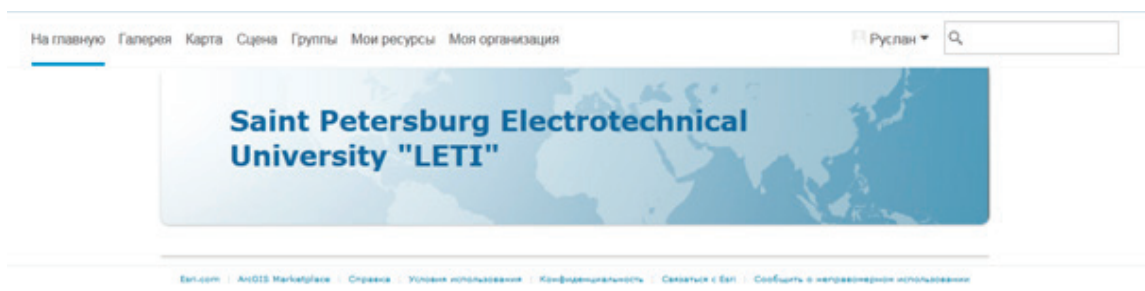 На главную Галерея Карта Сцена Группы Мои ресурсы Моя организация Руслан
Saint Petersburg Electrotechnical
University "LETI"
Esri.com | ArcGIS Marketplace | Справка | Условия использования | Конфиденциальность | Связаться с Esri | Сообщить о неправомерном использовании